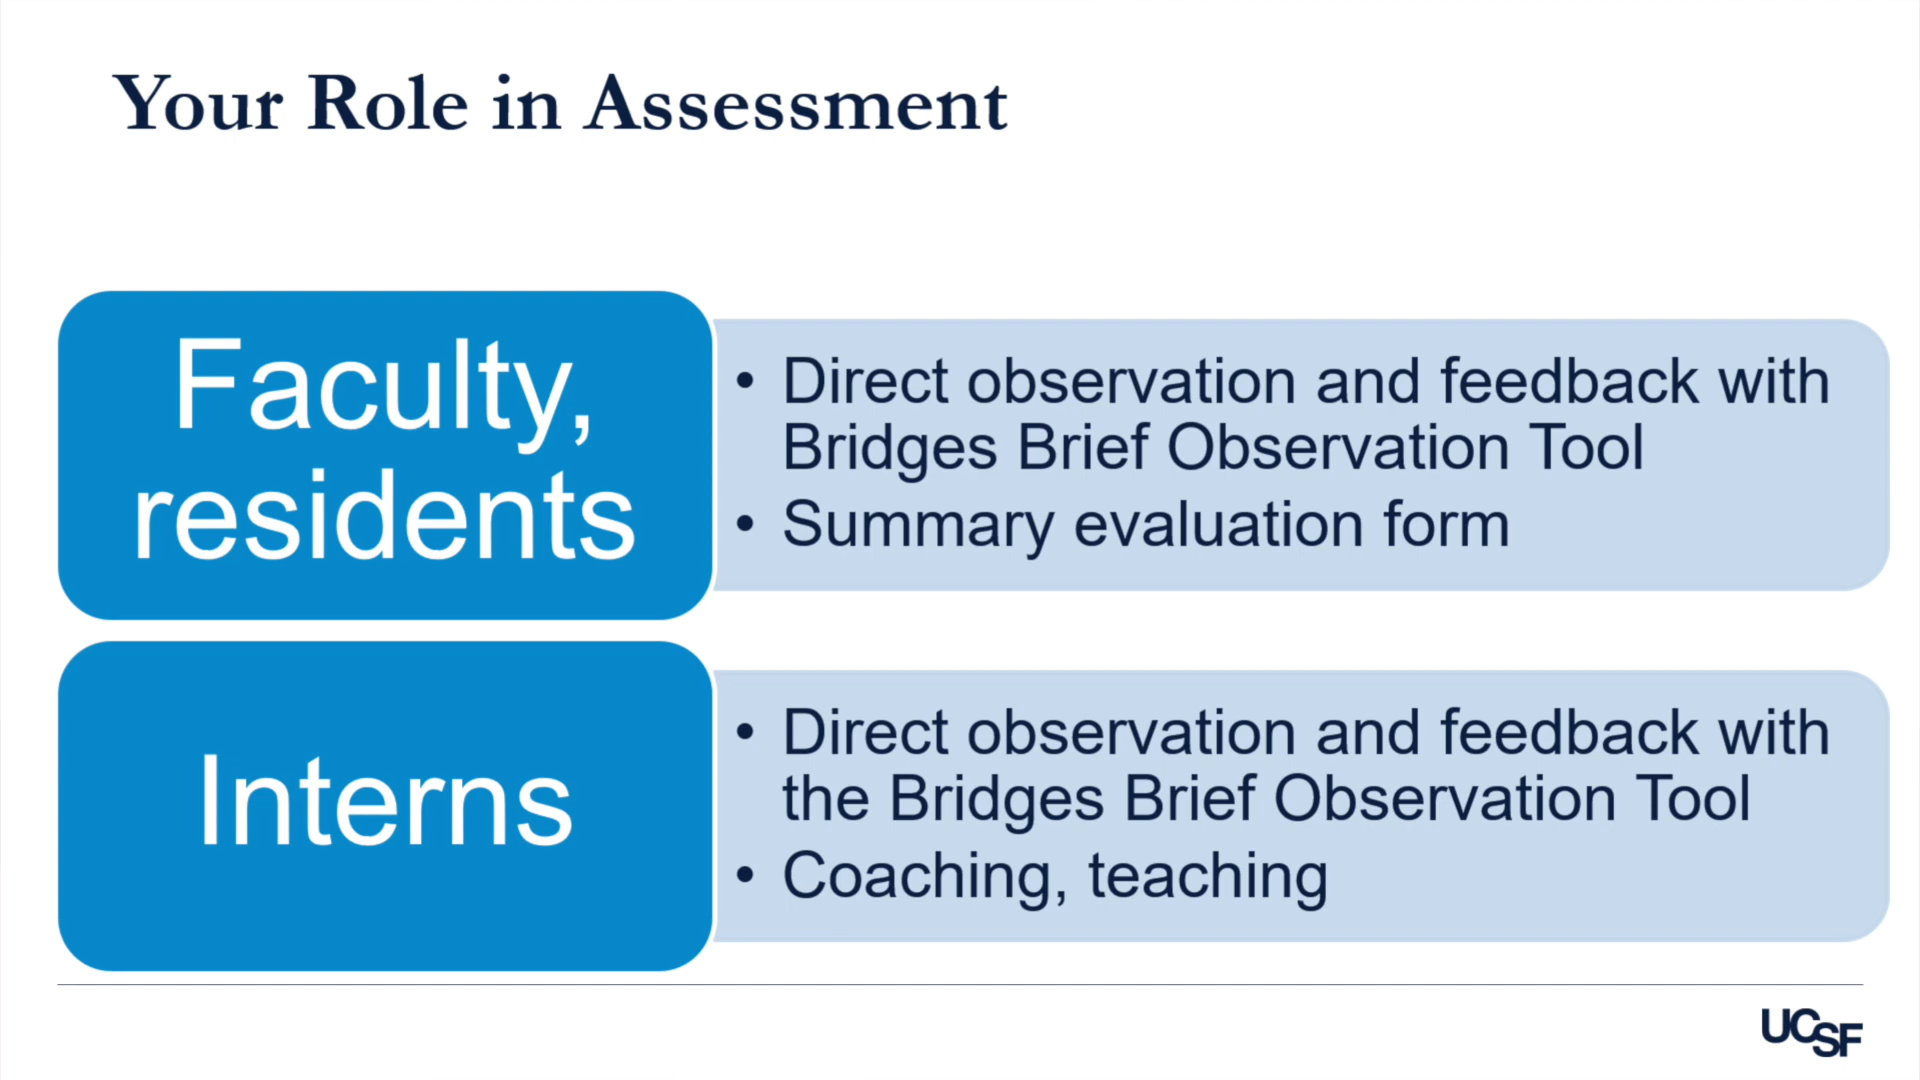 Your Role in Assessment
Faculty,
residents
• Direct observation and feedback with
Bridges Brief Observation Tool
• Summary evaluation form
Interns
• Direct observation and feedback with
the Bridges Brief Observation Tool
• Coaching, teaching
UCSF